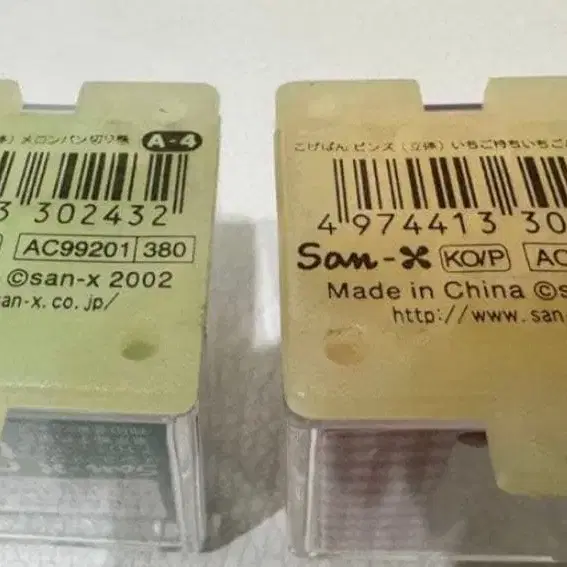 体）メロンパン切り株 A-4
3 302432
AC99201 380
©san-x 2002
san-x.co.jp/
こげぱん ピンズ（立体）いちご持ちいちご
4 974413 30
San-X KO/P AC
Made in China ©s
http://www.san